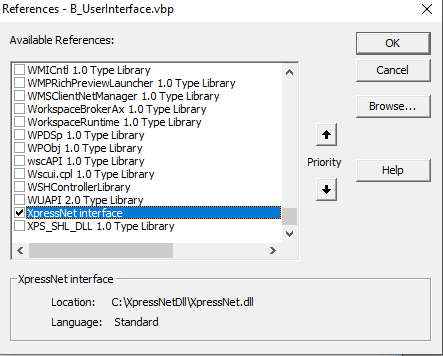 References - B_UserInterface.vbp
Available References:
WMICntl 1.0 Type Library
WMPRichPreviewLauncher 1.0 Type Library
WMSClientNetManager 1.0 Type Library
WorkspaceBrokerAx 1.0 Type Library
WorkspaceRuntime 1.0 Type Library
WPDSp 1.0 Type Library
WPObj 1.0 Type Library
wscAPI 1.0 Type Library
Wscui.cpl 1.0 Type Library
WSHControllerLibrary
WUAPI 2.0 Type Library
XpressNet interface
XPS_SHL_DLL 1.0 Type Library
OK
Cancel
Browse...
Priority
Help
XpressNet interface
Location: C:\XpressNetDll\XpressNet.dll
Language: Standard